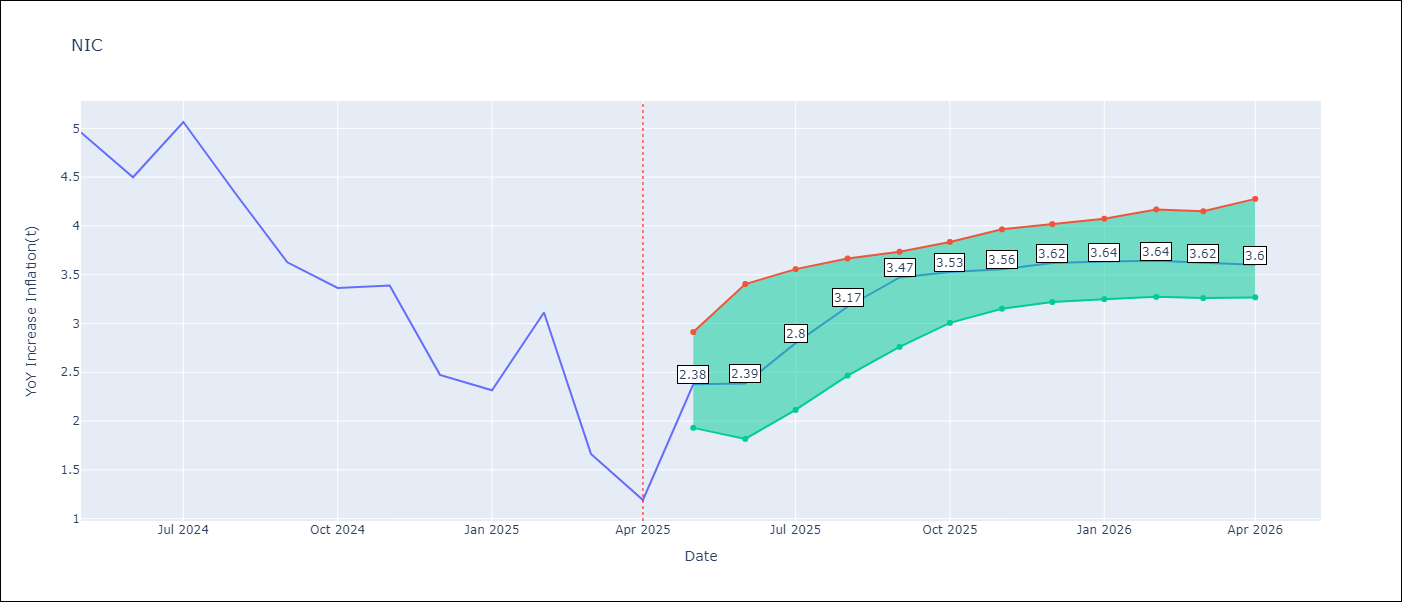 NIC
YoY Increase Inflation(t)
5
4.5
4
3.5
3
2.5
2
1.5
1
2.38
2.39
2.8
3.17
3.47
3.53
3.56
3.62
3.64
3.64
3.62
3.6
Jul 2024
Oct 2024
Jan 2025
Apr 2025
Jul 2025
Oct 2025
Jan 2026
Apr 2026
Date